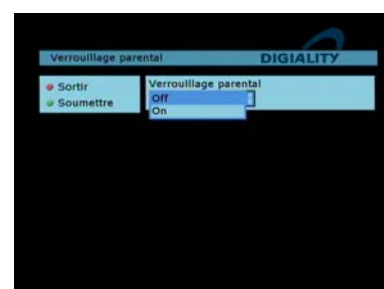 Verrouillage parental
DIGIALITY
Sortir
Soumettre
Verrouillage parental
Off
On